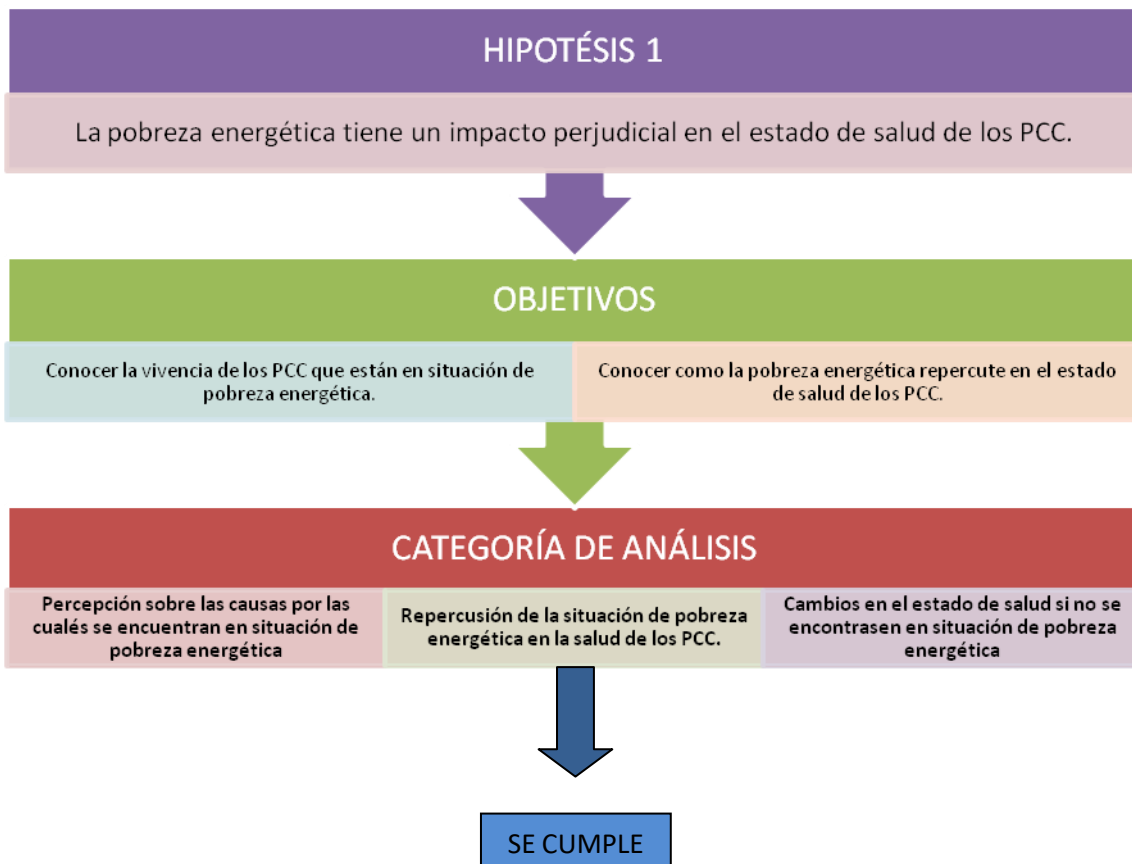 HIPOTÉSIS 1
La pobreza energética tiene un impacto perjudicial en el estado de salud de los PCC.
OBJETIVOS
Conocer la vivencia de los PCC que están en situación de
pobreza energética.
Conocer como la pobreza energética repercute en el estado
de salud de los PCC.
CATEGORÍA DE ANÁLISIS
Percepción sobre las causas por las
cualés se encuentran en situación de
pobreza energética
Repercusión de la situación de pobreza
energética en la salud de los PCC.
Cambios en el estado de salud si no se
encontrasen en situación de pobreza
energética
SE CUMPLE